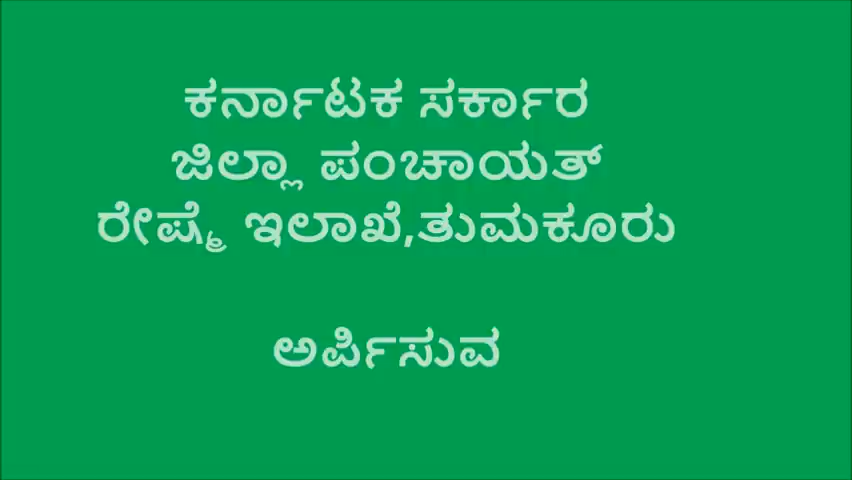 ಕರ್ನಾಟಕ ಸರ್ಕಾರ
ಜಿಲ್ಲಾ ಪಂಚಾಯತ್
ರೇಷ್ಮೆ ಇಲಾಖೆ,ತುಮಕೂರು
ಅರ್ಪಿಸುವ